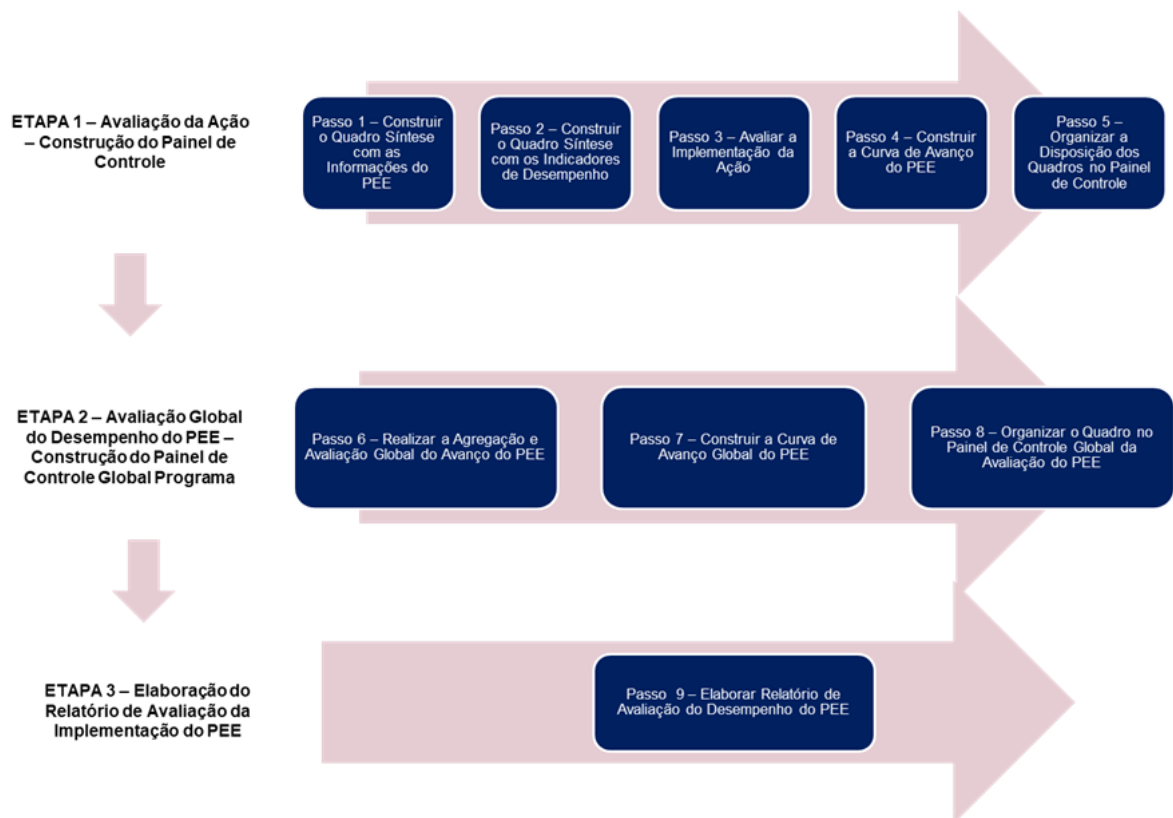 ETAPA 1 – Avaliação da Ação
– Construção do Painel de
Controle
Passo 1 – Construir
o Quadro Síntese
com as
Informações do
PEE
Passo 2 – Construir
o Quadro Síntese
com os Indicadores
de Desempenho
Passo 3 – Avaliar a
Implementação da
Ação
Passo 4 – Construir
a Curva de Avanço
do PEE
Passo 5 –
Organizar a
Disposição dos
Quadros no Painel
de Controle
ETAPA 2 – Avaliação Global
do Desempenho do PEE –
Construção do Painel de
Controle Global Programa
Passo 6 – Realizar a Agregação e
Avaliação Global do Avanço do PEE
Passo 7 – Construir a Curva de
Avanço Global do PEE
Passo 8 – Organizar o Quadro no
Painel de Controle Global da
Avaliação do PEE
ETAPA 3 – Elaboração do
Relatório de Avaliação da
Implementação do PEE
Passo 9 – Elaborar Relatório de
Avaliação do Desempenho do PEE